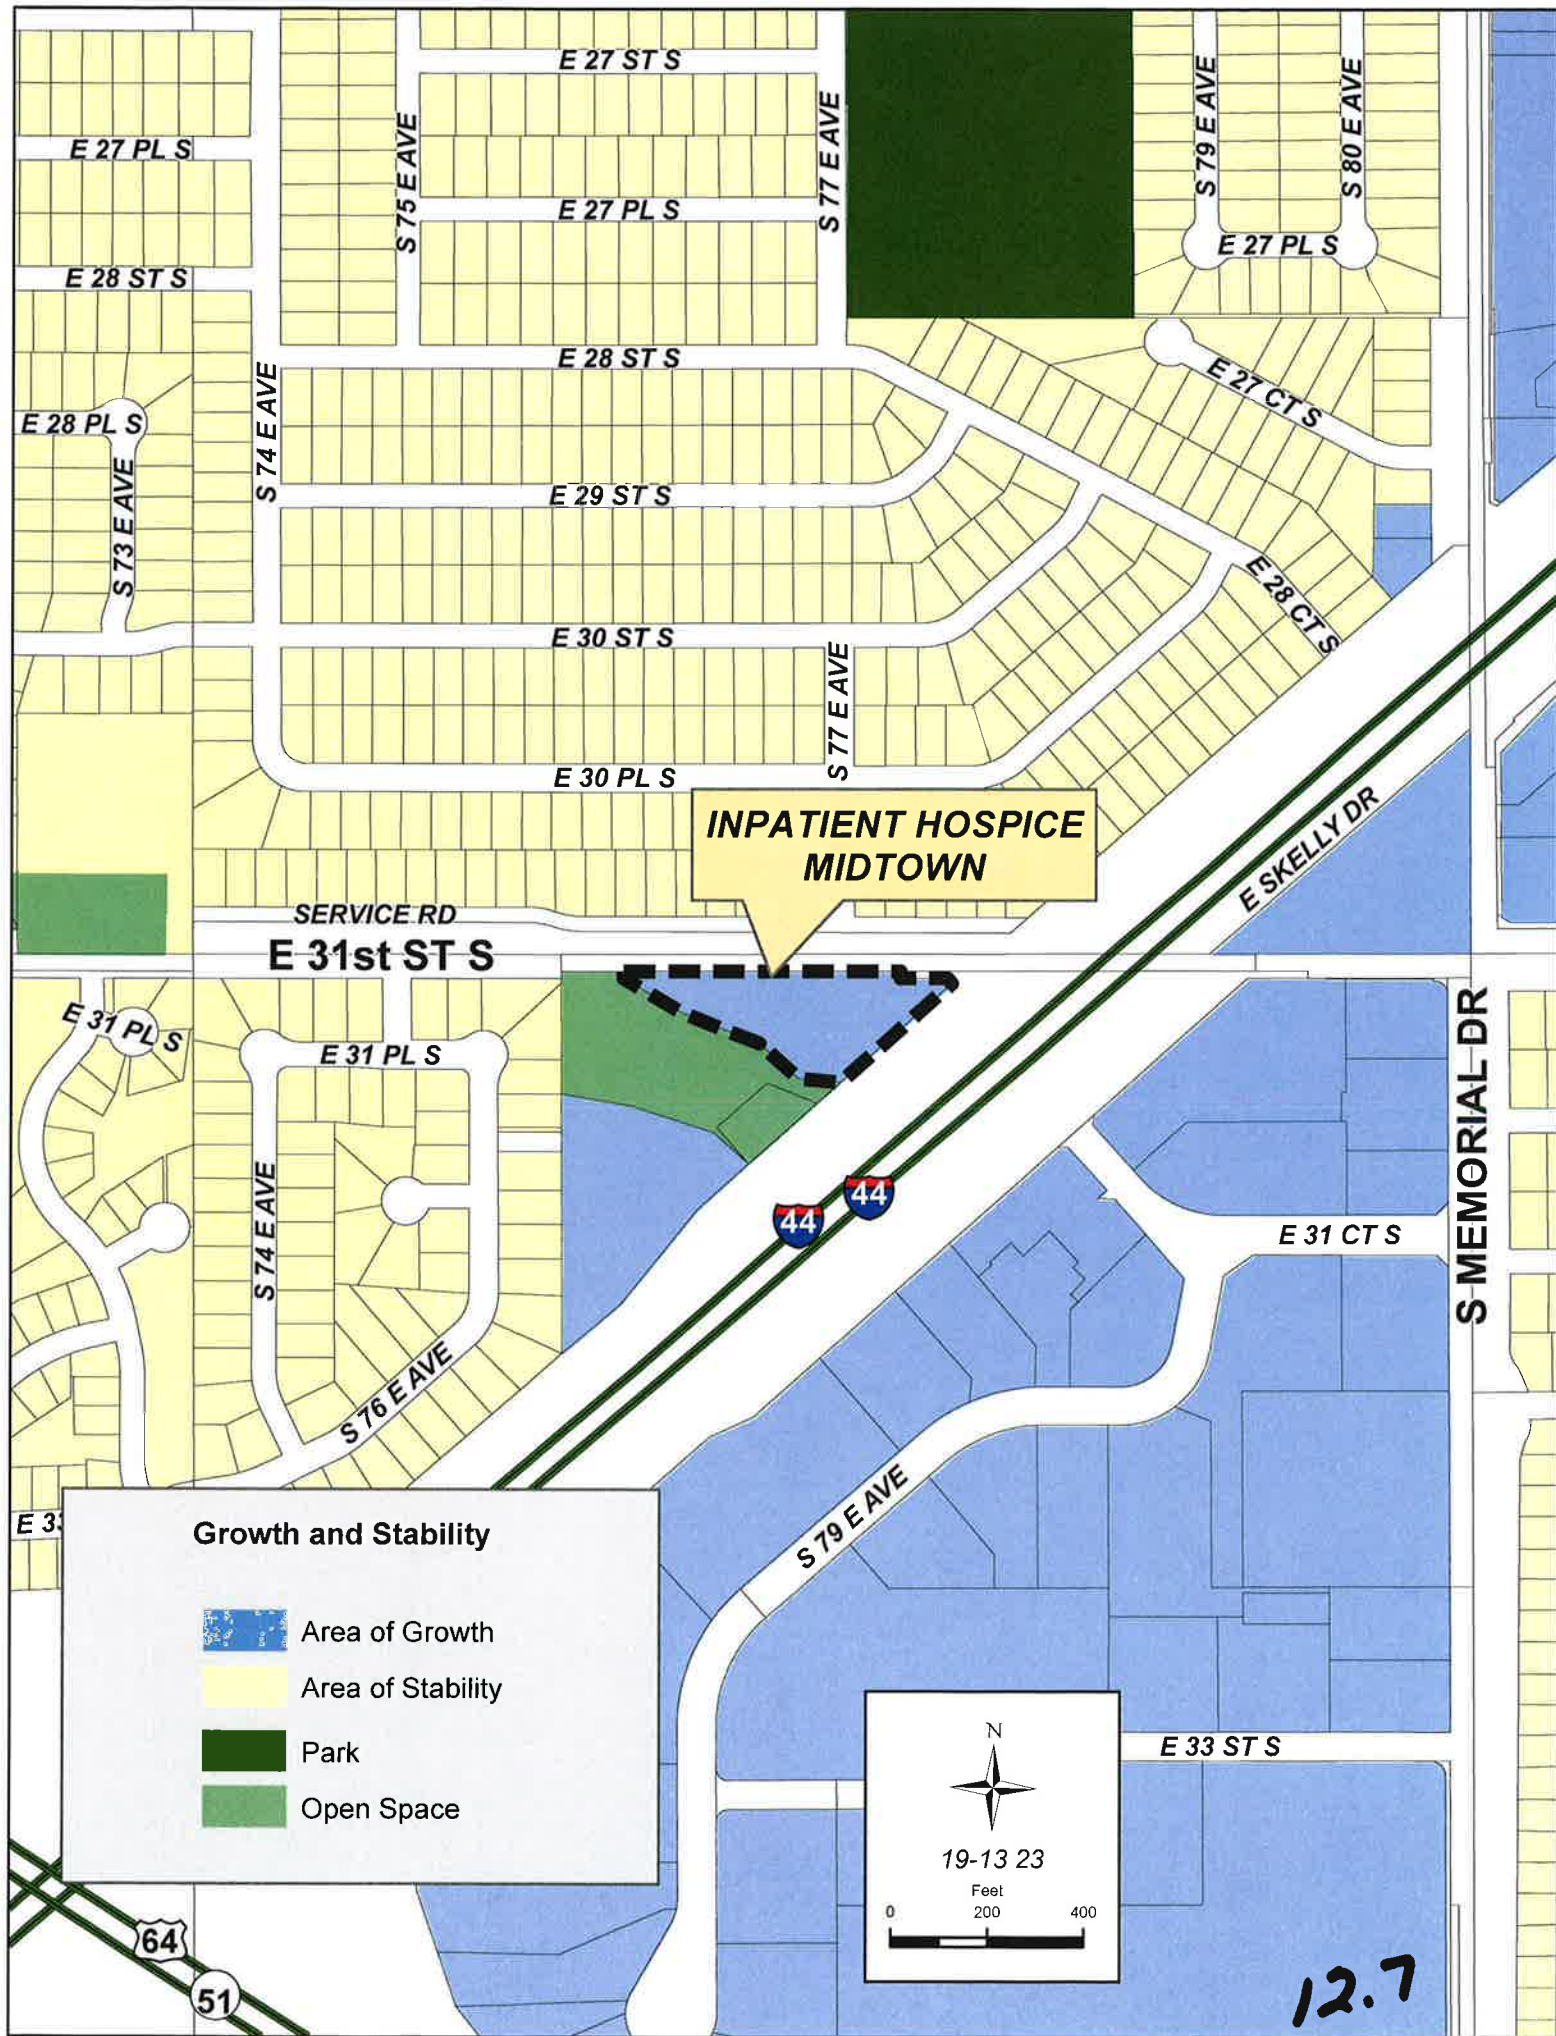 E 27 ST S
S 79 E AVE
S 80 E AVE
S 75 E AVE
S 77 E AVE
E 27 PL S
E 27 PL S
E 27 PL S
E 28 ST S
E 28 ST S
S 74 E AVE
E 27 CT S
E 28 PL S
S 73 E AVE
E 29 ST S
E 28 CT S
E 30 ST S
S 77 E AVE
E 30 PL S
INPATIENT HOSPICE
MIDTOWN
E SKELLY DR
SERVICE RD
E 31st ST S
E 31 PL S
E 31 PL S
S MEMORIAL DR
S 74 E AVE
44
44
E 31 CT S
S 76 E AVE
S 79 E AVE
E 33
Growth and Stability
Area of Growth
Area of Stability
Park
Open Space
E 33 ST S
N
19-13 23
Feet
0 200 400
64
51
12.7